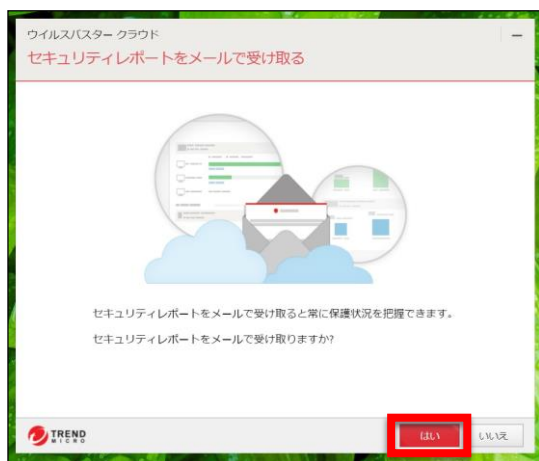 ウイルスバスター クラウド
セキュリティレポートをメールで受け取る
セキュリティレポートをメールで受け取ると常に保護状況を把握できます。
セキュリティレポートをメールで受け取りますか?
TREND
MICRO
はい
いいえ